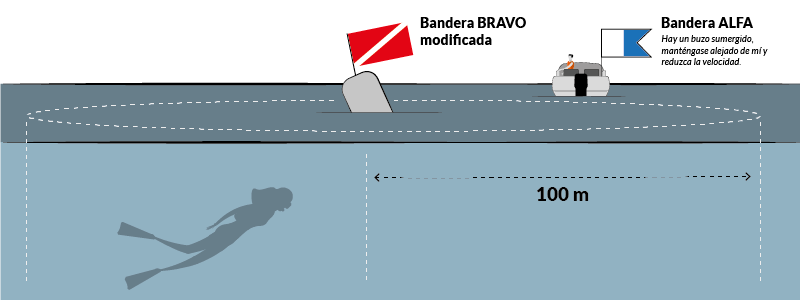 Bandera BRAVO
modificada
Bandera ALFA
Hay un buzo sumergido,
manténgase alejado de mí y
reduzca la velocidad.
100 m